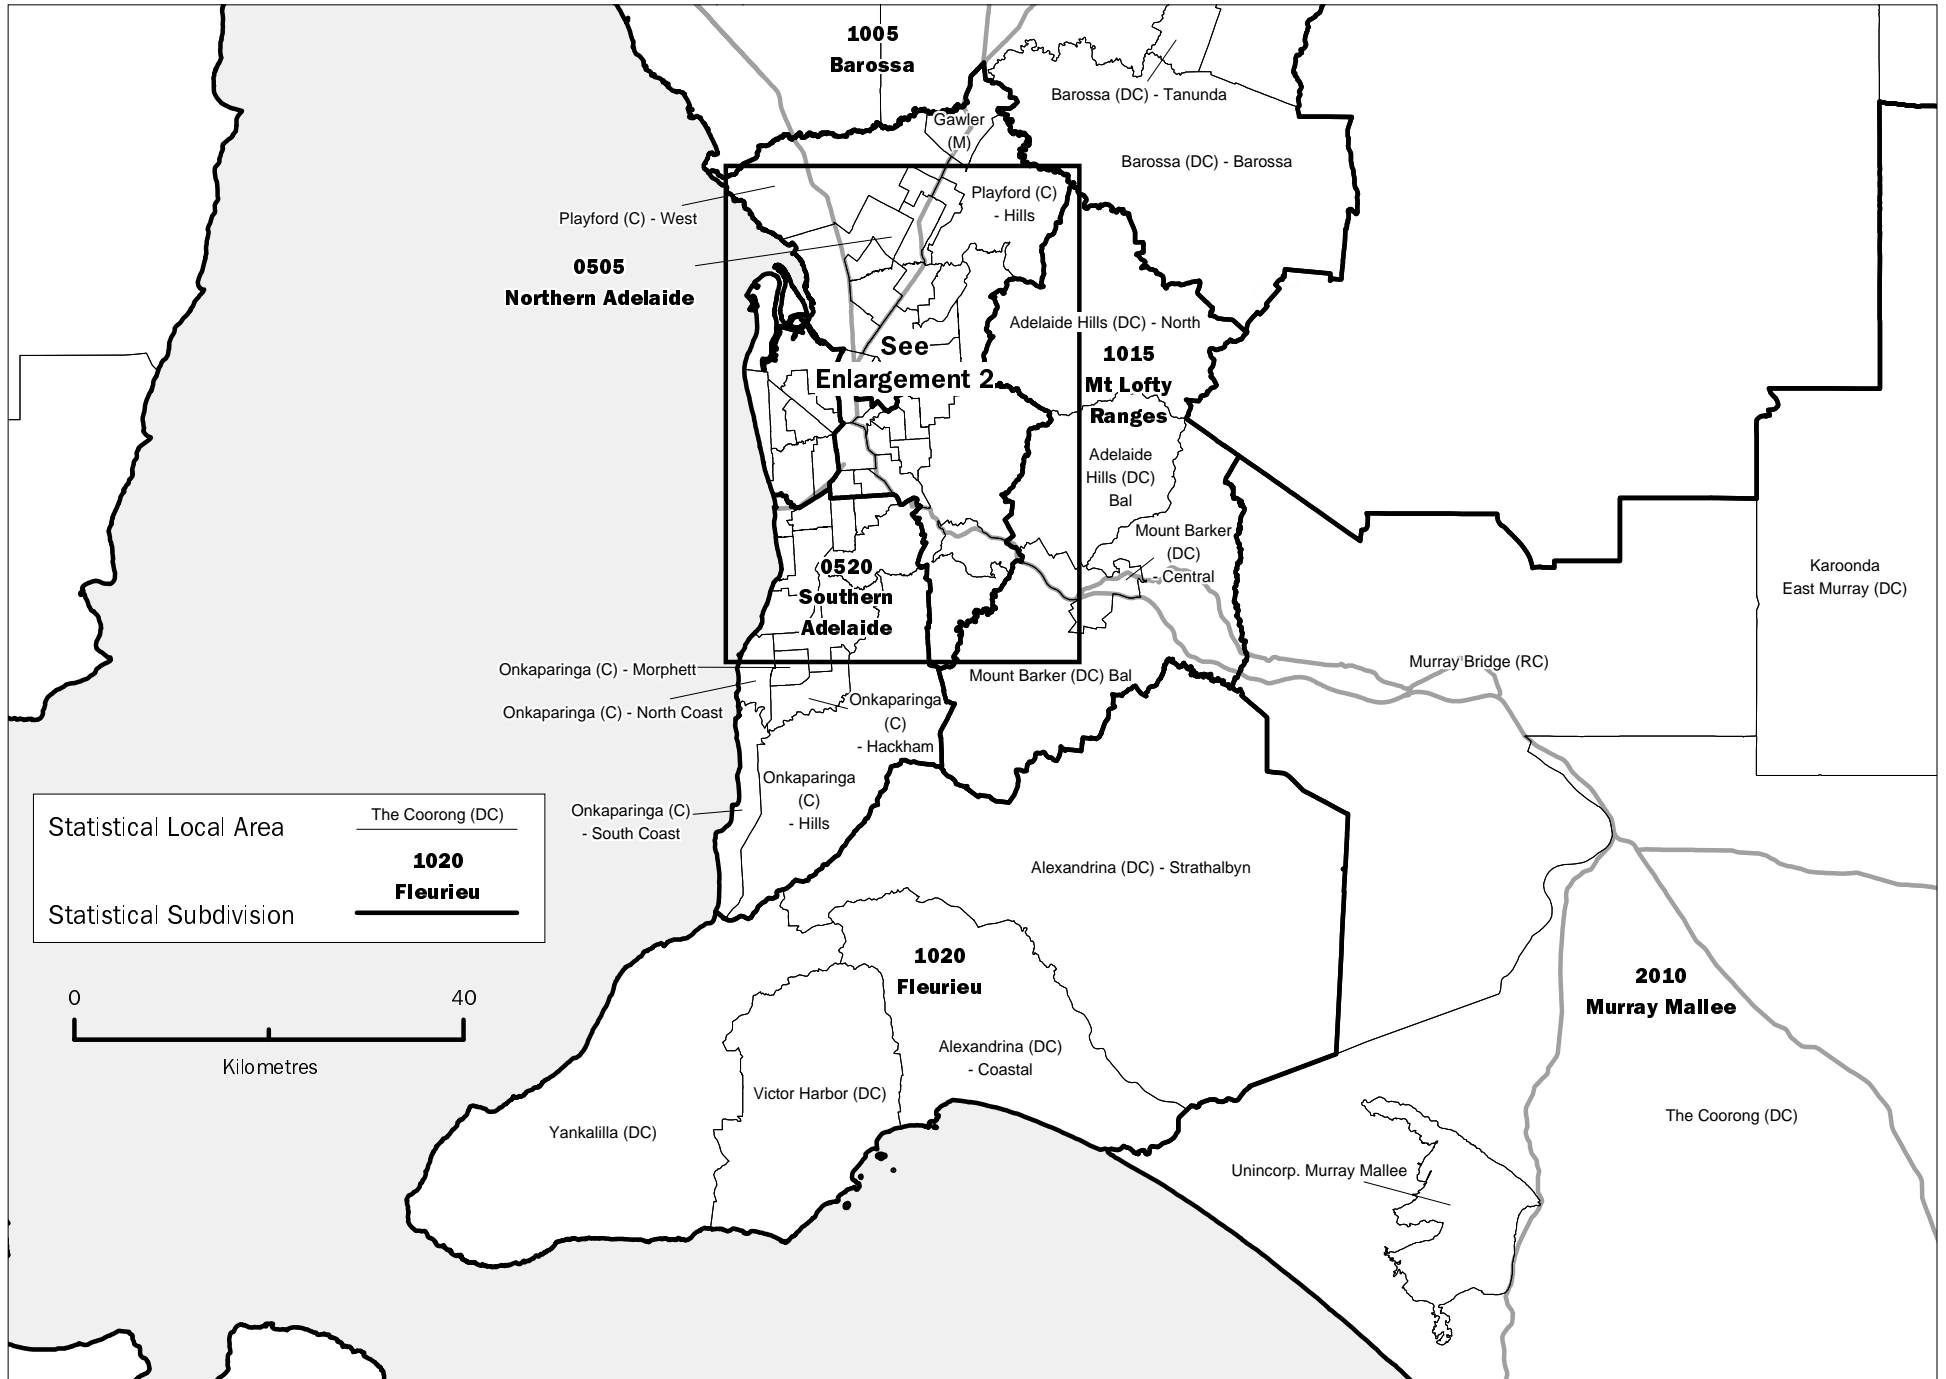 1005
Barossa
Barossa (DC) - Tanunda
Gawler
(M)
Barossa (DC) - Barossa
Playford (C) - West
Playford (C)
- Hills
0505
Northern Adelaide
Adelaide Hills (DC) - North
See
Enlargement 2
1015
Mt Lofty
Ranges
Adelaide
Hills (DC)
Bal
Mount Barker
(DC)
- Central
0520
Southern
Adelaide
Karoonda
East Murray (DC)
Onkaparinga (C) - Morphett
Mount Barker (DC) Bal
Murray Bridge (RC)
Onkaparinga (C) - North Coast
Onkaparinga
(C)
- Hackham
Onkaparinga
(C)
- Hills
Onkaparinga (C)
- South Coast
Statistical Local Area
The Coorong (DC)
1020
Fleurieu
Statistical Subdivision
Alexandrina (DC) - Strathalbyn
1020
Fleurieu
2010
Murray Mallee
0
40
Kilometres
Alexandrina (DC)
- Coastal
Victor Harbor (DC)
Yankalilla (DC)
The Coorong (DC)
Unincorp. Murray Mallee